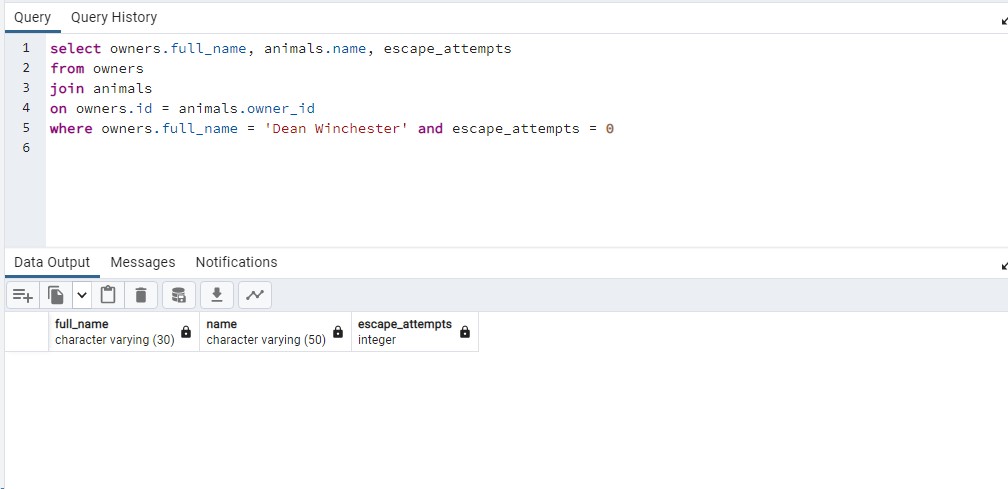 Query Query History
1 select owners.full_name, animals.name, escape_attempts
2 from owners
3 join animals
4 on owners.id = animals.owner_id
5 where owners.full_name = 'Dean Winchester' and escape_attempts = 0
6
Data Output Messages Notifications
full_name name escape_attempts
character varying (30) character varying (50) integer